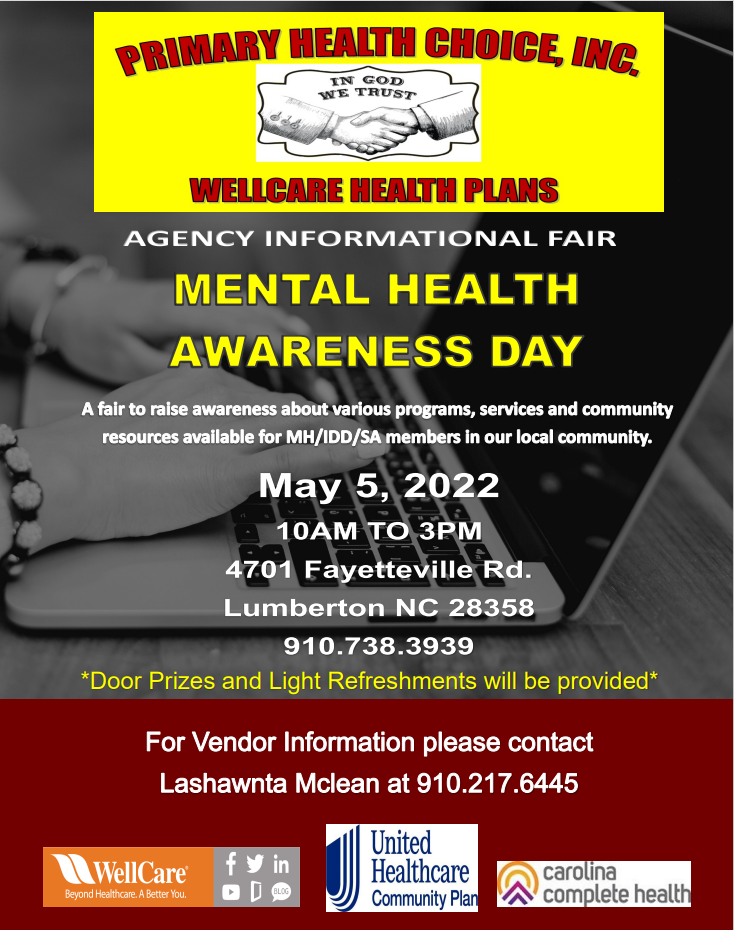 PRIMARY HEALTH CHOICE, INC.
IN GOD
WE TRUST
WELLCARE HEALTH PLANS
AGENCY INFORMATIONAL FAIR
MENTAL HEALTH
AWARENESS DAY
A fair to raise awareness about various programs, services and community
resources available for MH/IDD/SA members in our local community.
May 5, 2022
10AM TO 3PM
4701 Fayetteville Rd.
Lumberton NC 28358
910.738.3939
*Door Prizes and Light Refreshments will be provided*
For Vendor Information please contact
Lashawnta Mclean at 910.217.6445
WellCare®
Beyond Healthcare. A Better You.
in
BLOG
United
Healthcare
Community Plan
carolina
complete health